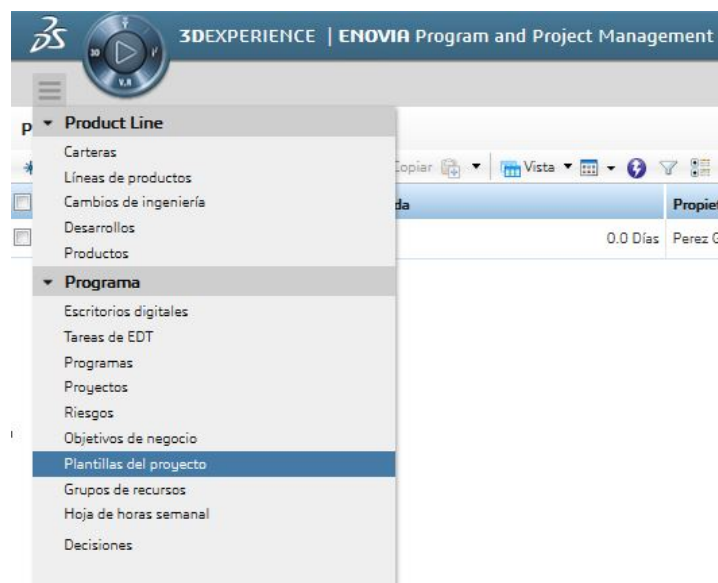 3DEXPERIENCE | ENOVIA Program and Project Management
3D
V.R
Product Line
Carteras
Líneas de productos
Cambios de ingeniería
Desarrollos
Productos
Copiar
Vista
da
Propiet
0.0 Días
Perez G
Programa
Escritorios digitales
Tareas de EDT
Programas
Proyectos
Riesgos
Objetivos de negocio
Plantillas del proyecto
Grupos de recursos
Hoja de horas semanal
Decisiones